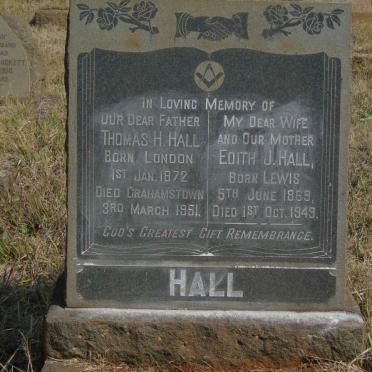 In Loving Memory of
Our Dear Father
Thomas H. Hall
Born London
1st Jan. 1872
Died Grahamstown
3rd March 1951.
My Dear Wife
and Our Mother
Edith J. Hall,
Born Lewis
5th June 1869
Died 1st Oct. 1949.
God's Greatest Gift Remembrance.
Hall